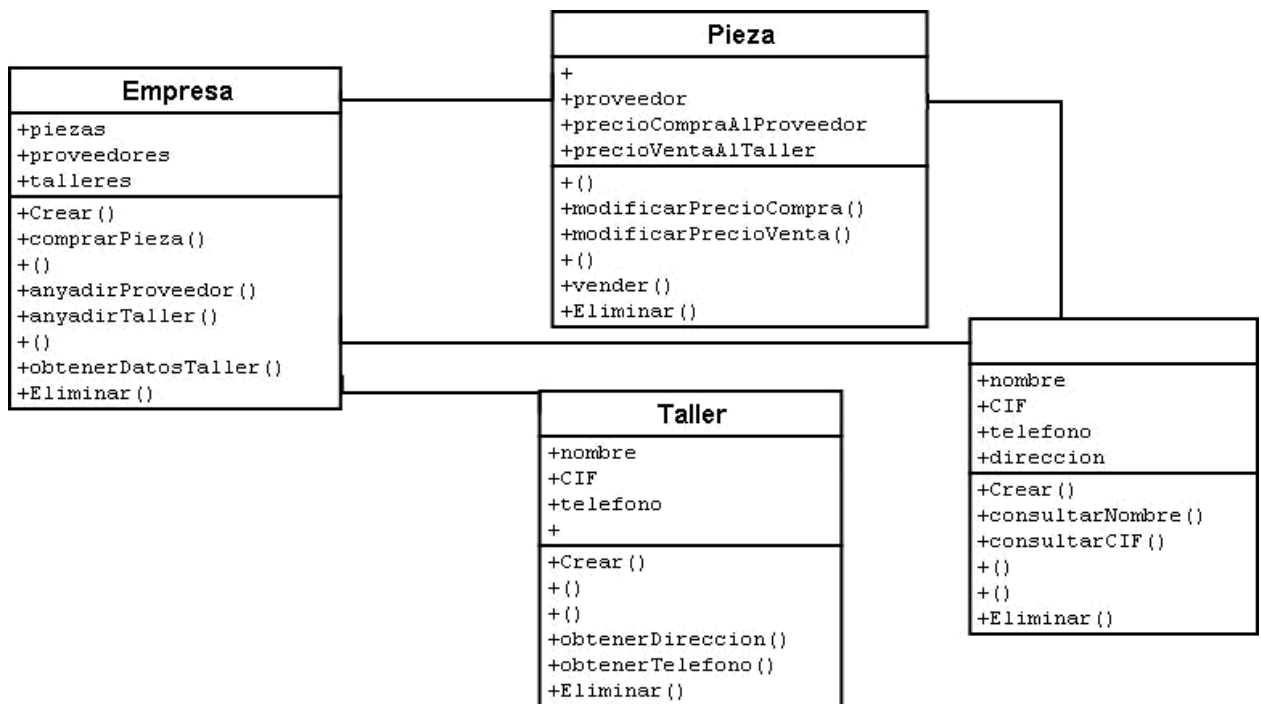 Empresa
+piezas
+proveedores
+talleres
+Crear()
+comprarPieza()
+()
+anyadirProveedor()
+anyadirTaller()
+()
+obtenerDatosTaller()
+Eliminar()
Pieza
+
+proveedor
+precioCompraAlProveedor
+precioVentaAlTaller
+()
+modificarPrecioCompra()
+modificarPrecioVenta()
+()
+vender()
+Eliminar()
Taller
+nombre
+CIF
+telefono
+
+Crear()
+()
+()
+obtenerDireccion()
+obtenerTelefono()
+Eliminar()
+nombre
+CIF
+telefono
+direccion
+Crear()
+consultarNombre()
+consultarCIF()
+()
+()
+Eliminar()